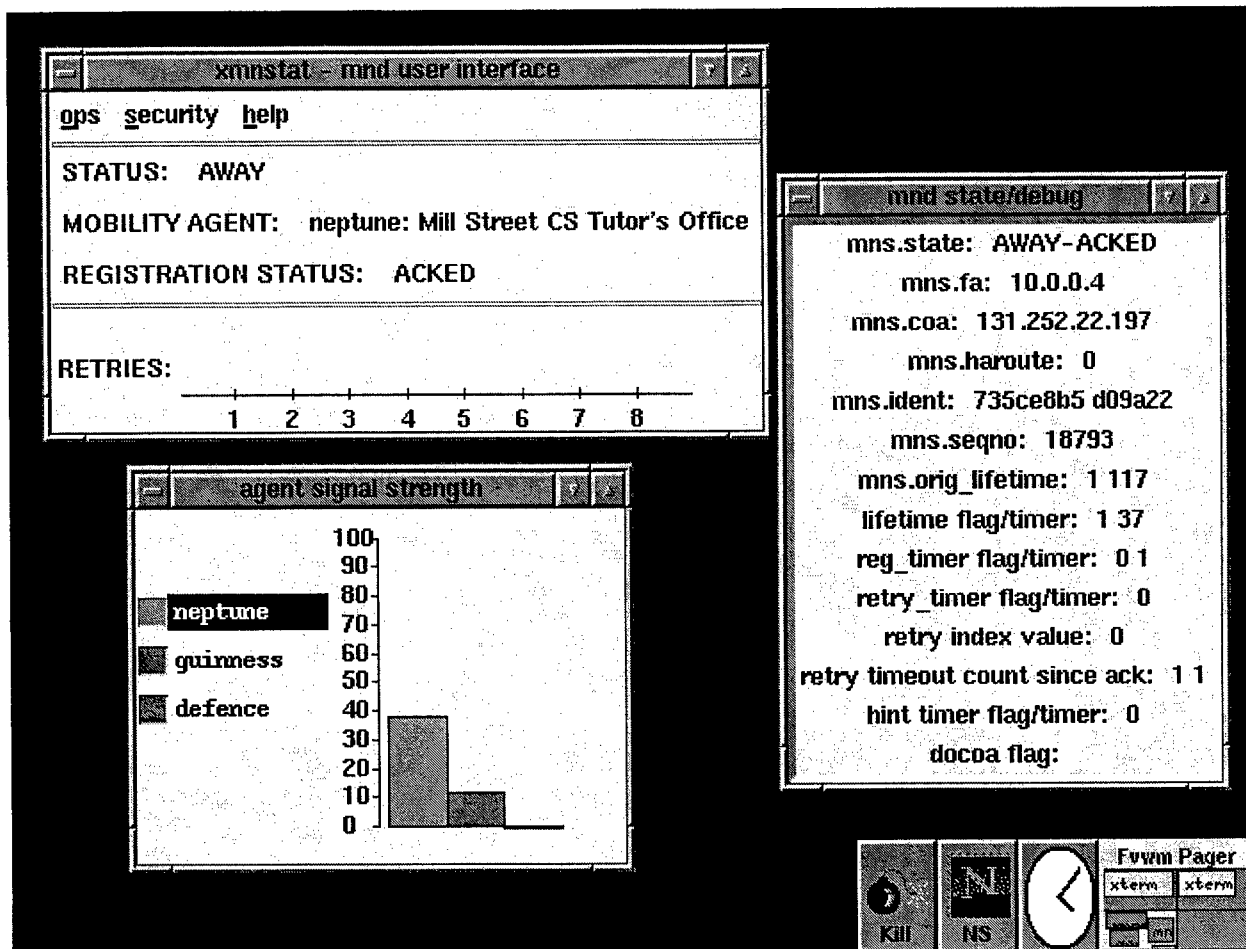 xmnstat - mnd user interface
ops security help
STATUS: AWAY
MOBILITY AGENT: neptune: Mill Street CS Tutor's Office
REGISTRATION STATUS: ACKED
RETRIES:
1 2 3 4 5 6 7 8
mnd state/debug
mns.state: AWAY-ACKED
mns.fa: 10.0.0.4
mns.coa: 131.252.22.197
mns.haroute: 0
mns.ident: 735ce8b5 d09a22
mns.seqno: 18793
mns.orig_lifetime: 1 117
lifetime flag/timer: 1 37
reg_timer flag/timer: 0 1
retry_timer flag/timer: 0
retry index value: 0
retry timeout count since ack: 1 1
hint timer flag/timer: 0
docoa flag:
agent signal strength
neptune
guinness
defence
100
90
80
70
60
50
40
30
20
10
0
Kill
N
NS
Fvwm Pager
xterm xterm
mn